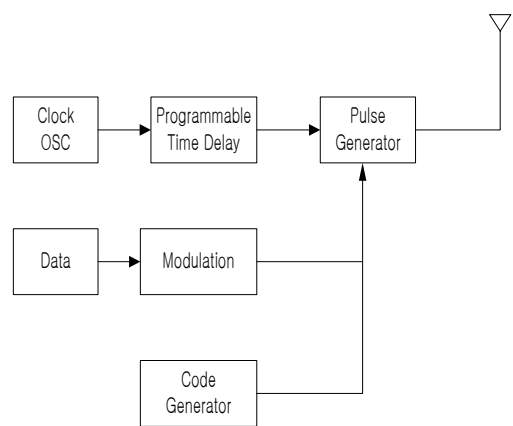 Clock
OSC
Programmable
Time Delay
Pulse
Generator
Data
Modulation
Code
Generator